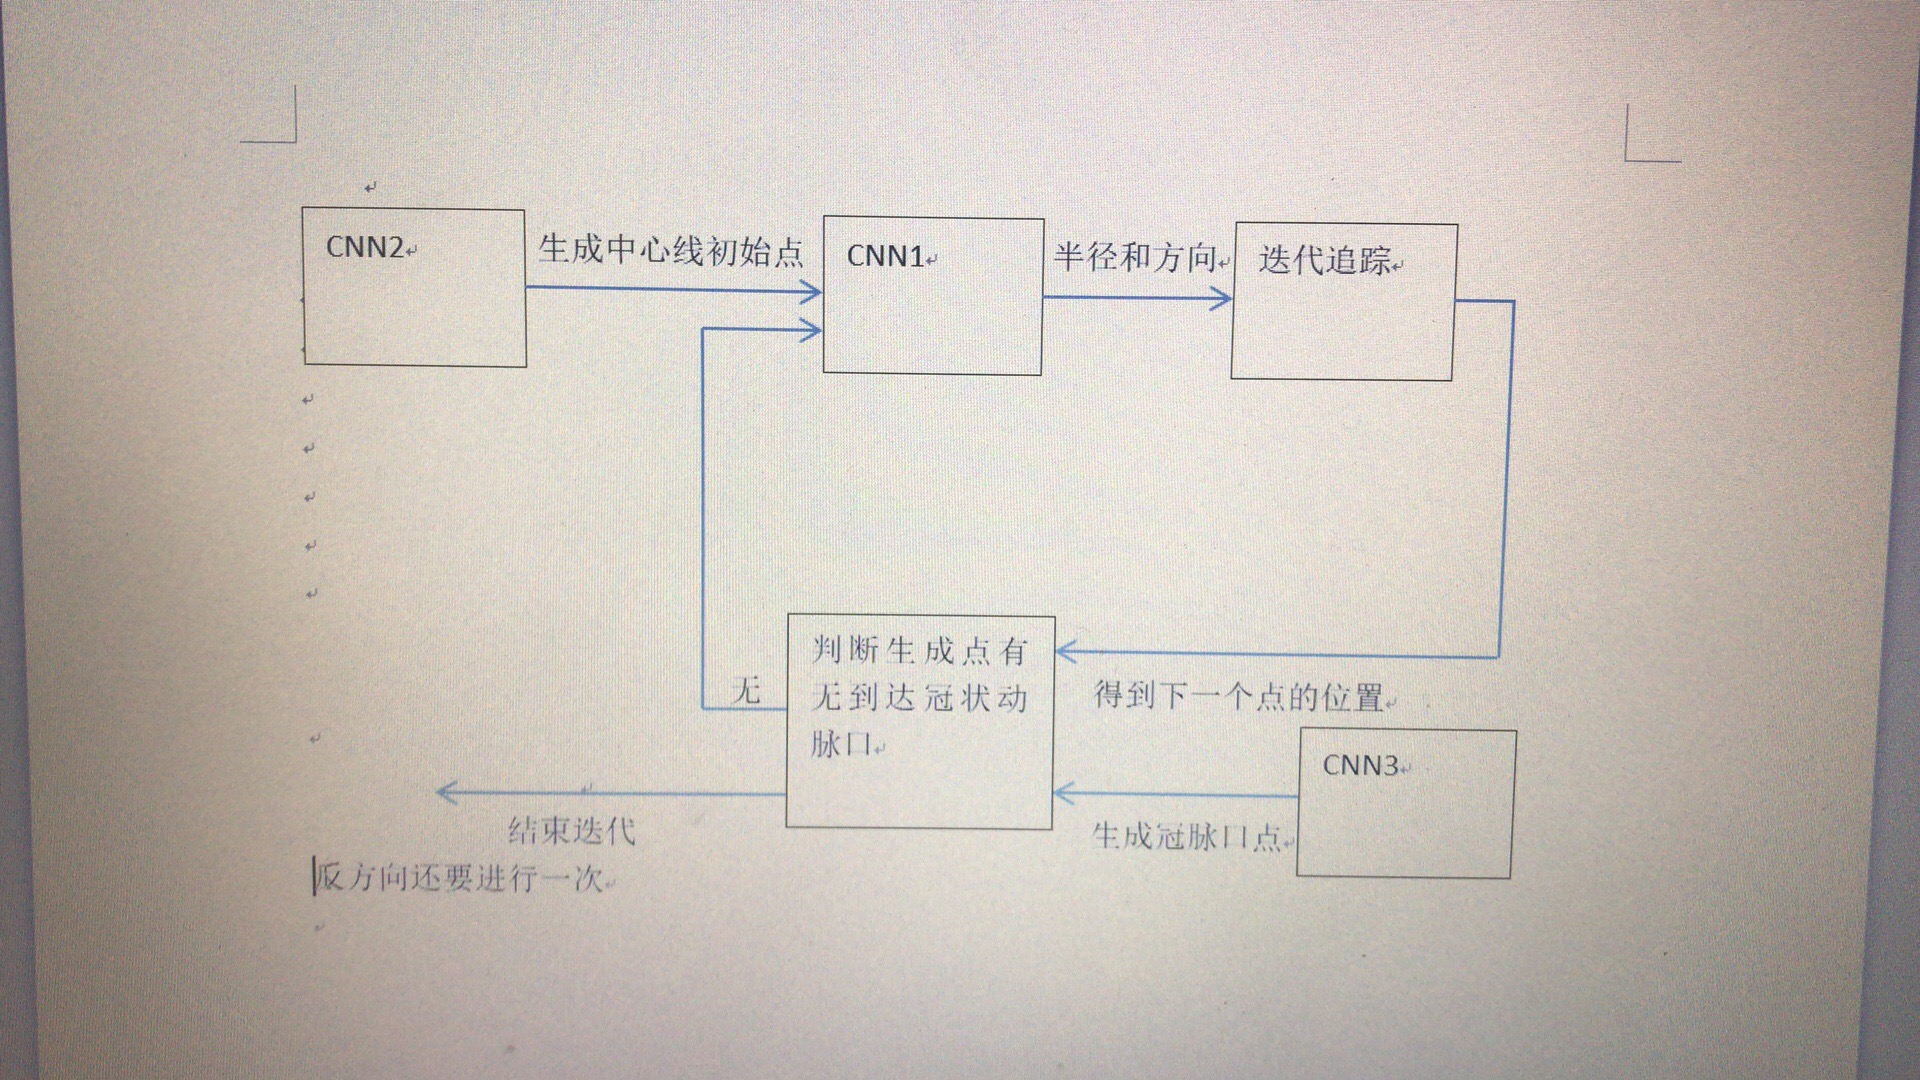 CNN2
生成中心线初始点
CNN1
半径和方向
迭代追踪
判断生成点有
无到达冠状动
脉口
无
得到下一个点的位置
CNN3
生成冠脉口点
结束迭代
反方向还要进行一次